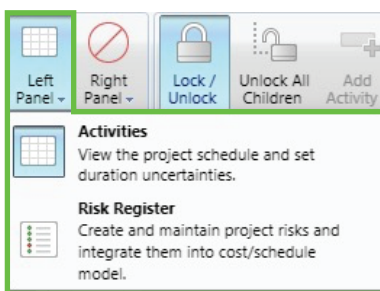 Left
Panel
Right
Panel
Lock /
Unlock
Unlock All
Children
Add
Activity
Activities
View the project schedule and set
duration uncertainties.
Risk Register
Create and maintain project risks and
integrate them into cost/schedule
model.